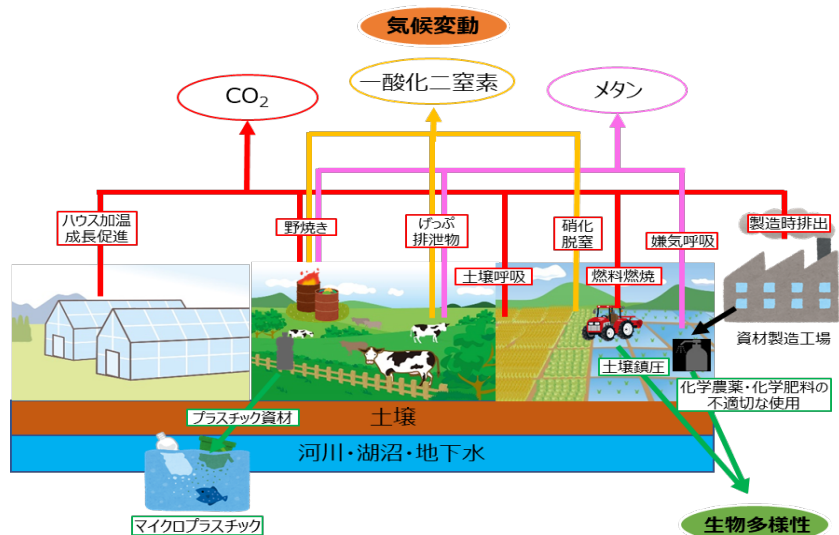 気候変動
CO₂
一酸化二窒素
メタン
ハウス加温
成長促進
野焼き
げっぷ
排泄物
硝化
脱窒
嫌気呼吸
製造時排出
土壌呼吸
燃料燃焼
資材製造工場
土壌鎮圧
化学農薬・化学肥料の
不適切な使用
プラスチック資材
土壌
河川・湖沼・地下水
マイクロプラスチック
生物多様性